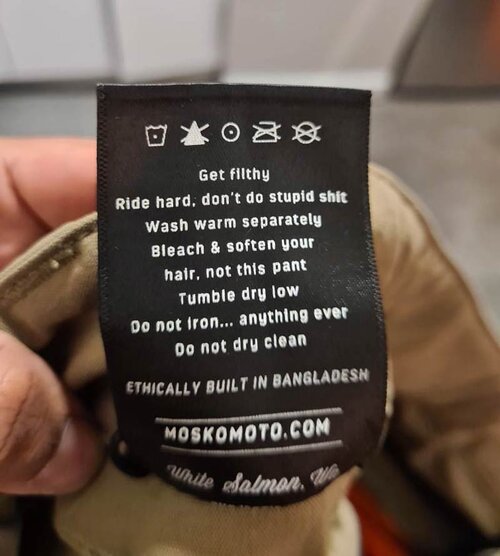 Get filthy
Ride hard, don't do stupid shit
Wash warm separately
Bleach & soften your
hair, not this pant
Tumble dry low
Do not iron... anything ever
Do not dry clean
ETHICALLY BUILT IN BANGLADESH
MOSKOMOTO.COM
White Salmon, Wa